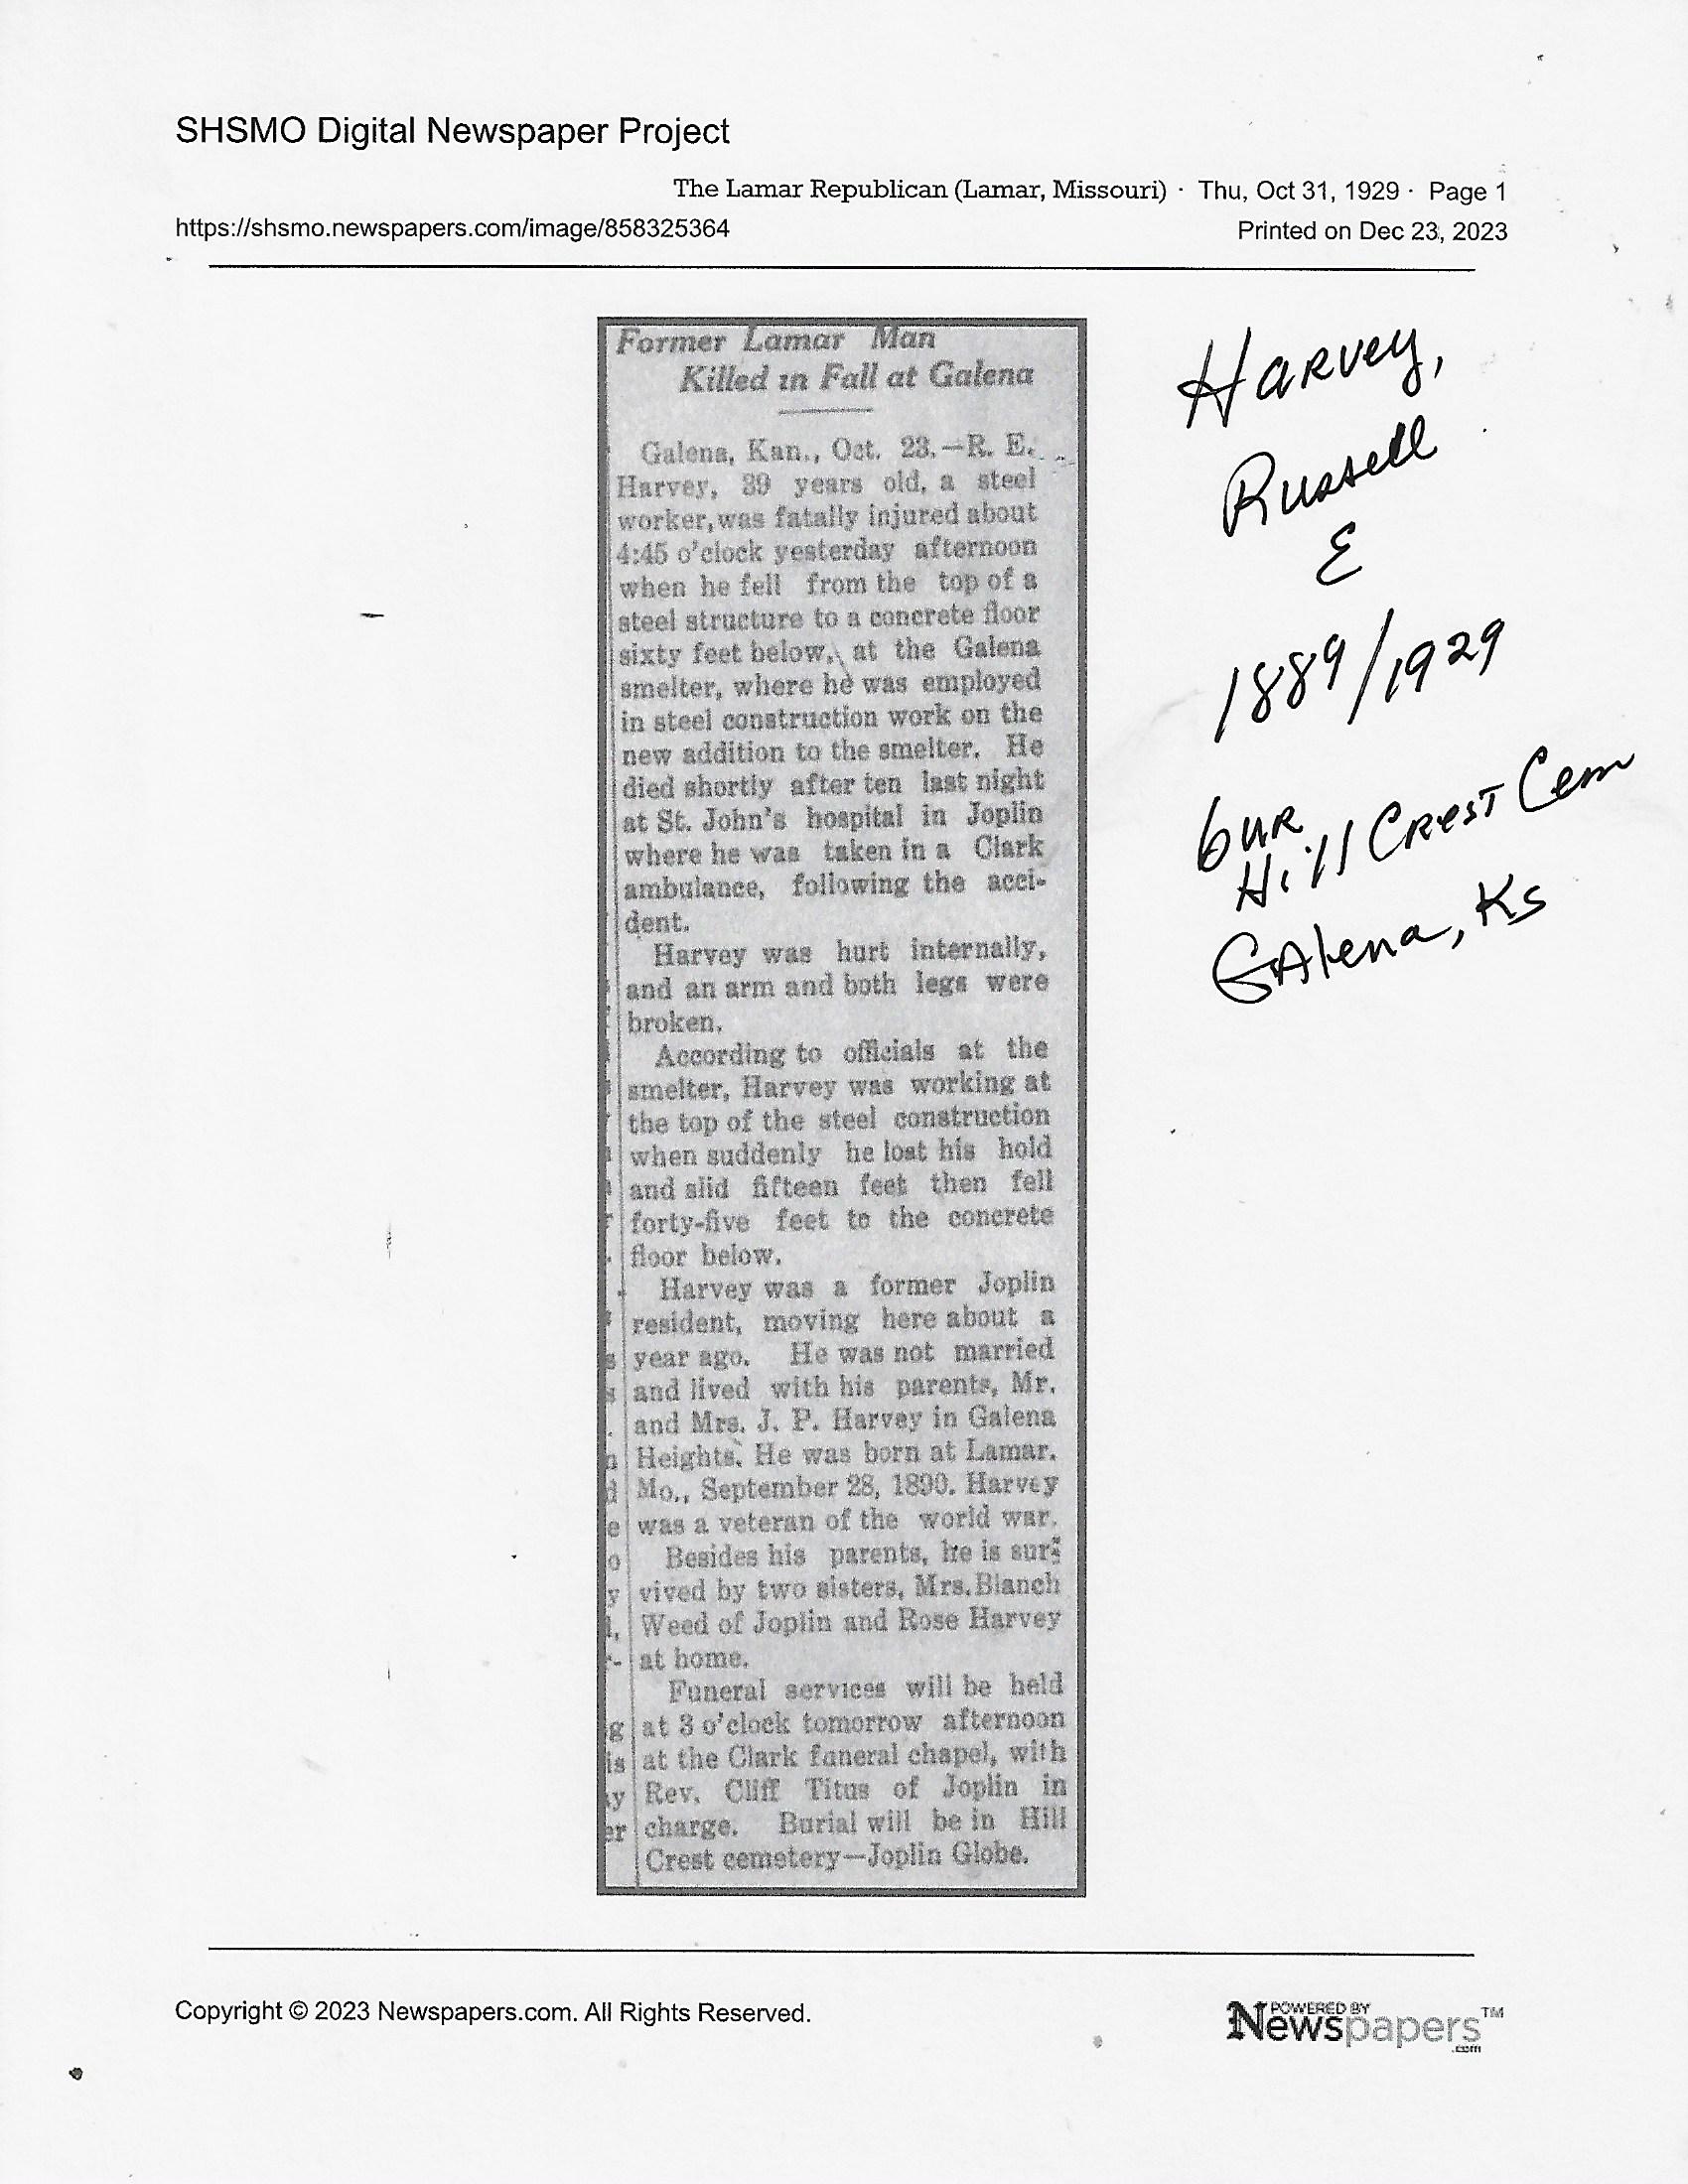 SHSMO Digital Newspaper Project
The Lamar Republican (Lamar, Missouri) · Thu, Oct 31, 1929 · Page 1
https://shsmo.newspapers.com/image/858325364
Printed on Dec 23, 2023
Former Lamar Man
Killed in Fall at Galena
Galena, Kan., Oct. 23.—R. E.
Harvey, 39 years old, a steel
worker, was fatally injured about
4:45 o'clock yesterday afternoon
when he fell from the top of a
steel structure to a concrete floor
sixty feet below, at the Galena
smelter, where he was employed
in steel construction work on the
new addition to the smelter. He
died shortly after ten last night
at St. John's hospital in Joplin
where he was taken in a Clark
ambulance, following the acci-
dent.
Harvey was hurt internally,
and an arm and both legs were
broken.
According to officials at the
smelter, Harvey was working at
the top of the steel construction
when suddenly he lost his hold
and slid fifteen feet then fell
forty-five feet to the concrete
floor below.
Harvey was a former Joplin
resident, moving here about a
year ago. He was not married
and lived with his parents, Mr.
and Mrs. J. P. Harvey in Galena
Heights. He was born at Lamar,
Mo., September 28, 1890. Harvey
was a veteran of the world war.
Besides his parents, he is sur-
vived by two sisters, Mrs. Blanch
Weed of Joplin and Rose Harvey
at home.
Funeral services will be held
at 3 o'clock tomorrow afternoon
at the Clark funeral chapel, with
Rev. Cliff Titus of Joplin in
charge. Burial will be in Hill
Crest cemetery—Joplin Globe.
Harvey,
Russell
E
1889/1929
bur
Hill Crest Cem
Galena, Ks
Copyright © 2023 Newspapers.com. All Rights Reserved.
POWERED BY
Newspapers™
.com